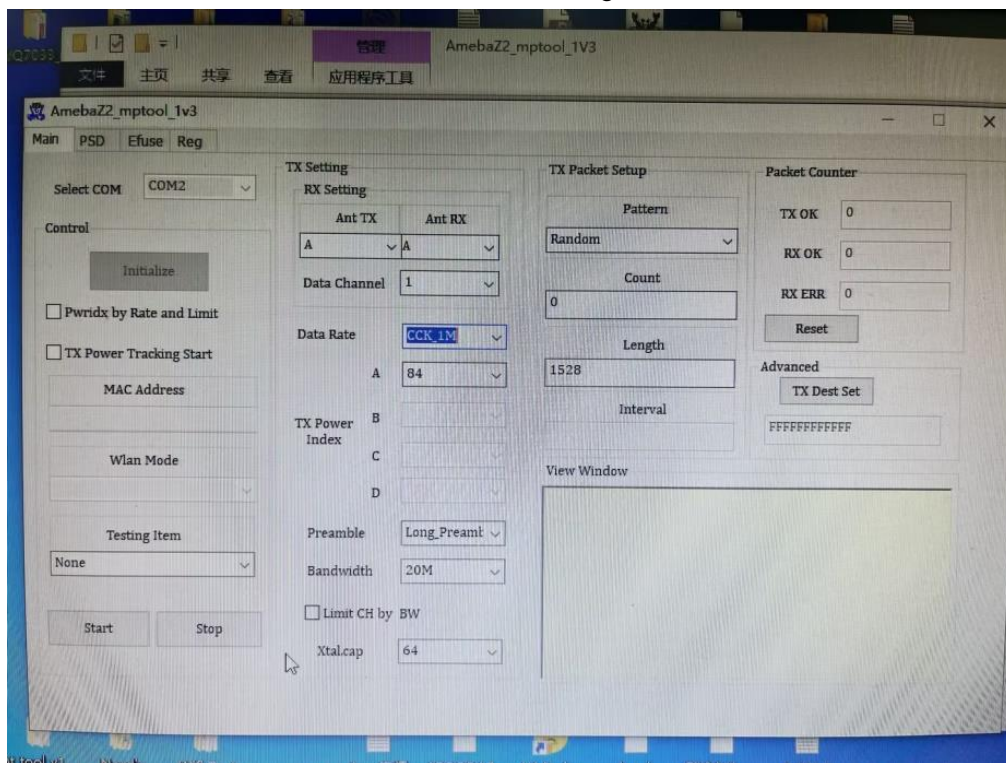 管理
AmebaZ2_mptool_1V3
文件
主页
共享
查看
应用程序工具
AmebaZ2_mptool_1v3
Main
PSD
Efuse
Reg
Select COM
COM2
Control
Initialize
Pwridx by Rate and Limit
TX Power Tracking Start
MAC Address
Wlan Mode
Testing Item
None
Start
Stop
TX Setting
RX Setting
Ant TX
Ant RX
A
A
Data Channel
1
Data Rate
CCK_1M
A
84
TX Power
Index
B
C
D
Preamble
Long_Preamb
Bandwidth
20M
Limit CH by BW
Xtal.cap
64
TX Packet Setup
Pattern
Random
Count
0
Length
1528
Interval
Packet Counter
TX OK
0
RX OK
0
RX ERR
0
Reset
Advanced
TX Dest Set
FFFFFFFFFFFF
View Window